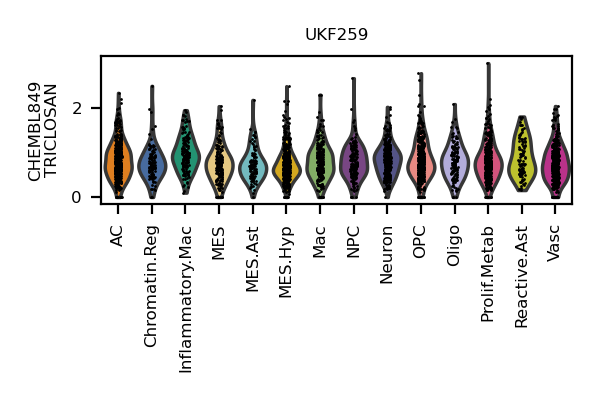 UKF259
CHEMBL849
TRICLOSAN
2
0
AC
Chromatin.Reg
Inflammatory.Mac
MES
MES.Ast
MES.Hyp
Mac
NPC
Neuron
OPC
Oligo
Prolif.Metab
Reactive.Ast
Vasc